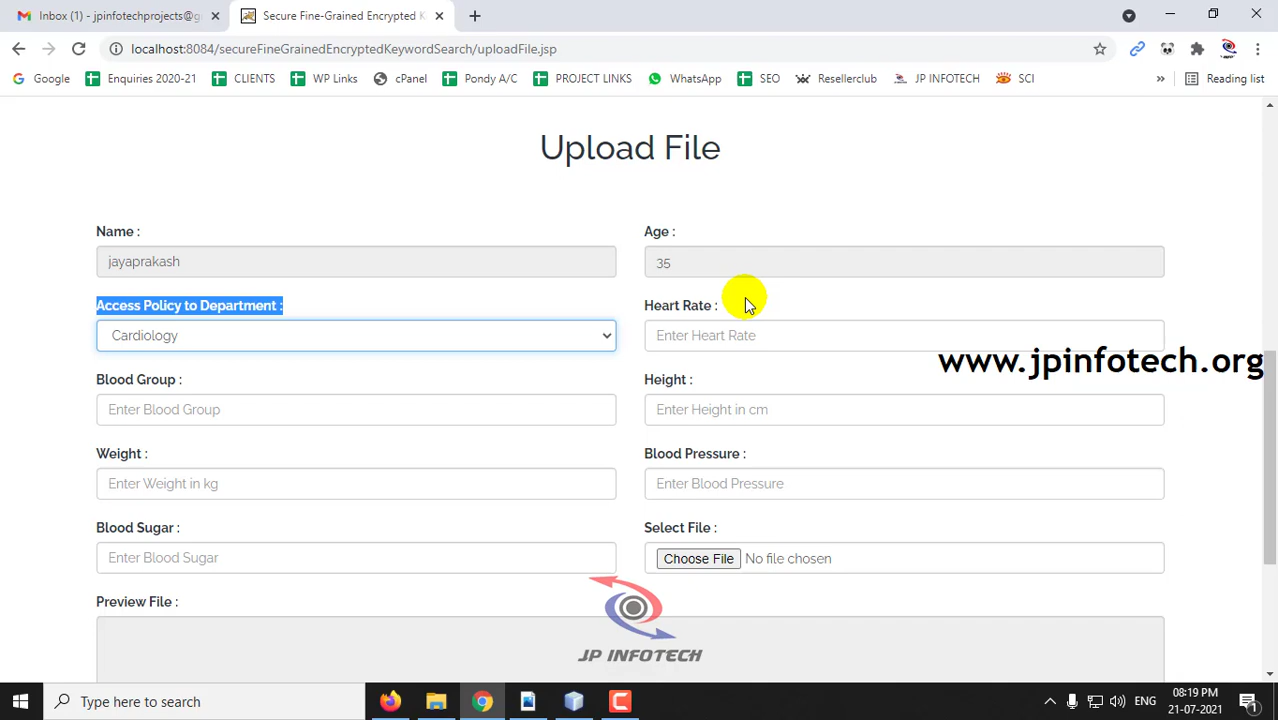 Inbox (1) - jpinfotechprojects@g
Secure Fine-Grained Encrypted K
localhost:8084/secureFineGrainedEncryptedKeywordSearch/uploadFile.jsp
Google
Enquiries 2020-21
CLIENTS
WP Links
cPanel
Pondy A/C
PROJECT LINKS
WhatsApp
SEO
Resellerclub
JP INFOTECH
SCI
»
Reading list
Upload File
Name :
Age :
jayaprakash
35
Access Policy to Department :
Heart Rate :
Cardiology
Enter Heart Rate
www.jpinfotech.org
Blood Group :
Height :
Enter Blood Group
Enter Height in cm
Weight :
Blood Pressure :
Enter Weight in kg
Enter Blood Pressure
Blood Sugar :
Select File :
Enter Blood Sugar
Choose File No file chosen
Preview File :
JP INFOTECH
Type here to search
ENG
08:19 PM
21-07-2021
1